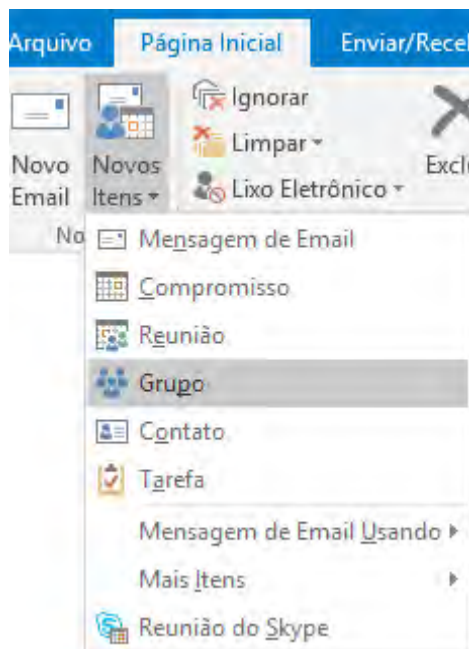 Arquivo Página Inicial Enviar/Recel
Ignorar
Limpar
Novo Novos Excl
Email Itens Lixo Eletrônico
No
Mensagem de Email
Compromisso
Reunião
Grupo
Contato
Tarefa
Mensagem de Email Usando
Mais Itens
Reunião do Skype